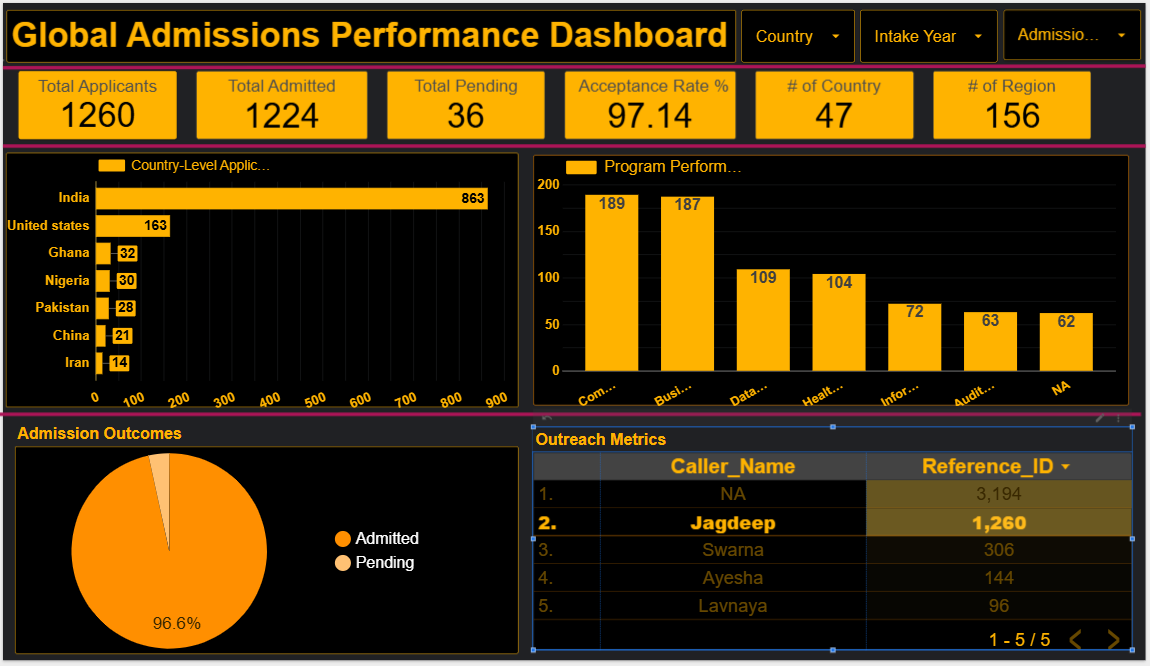 Global Admissions Performance Dashboard
Country
Intake Year
Admissio...
Total Applicants
1260
Total Admitted
1224
Total Pending
36
Acceptance Rate %
97.14
# of Country
47
# of Region
156
Country-Level Applic...
India
863
United states
163
Ghana
32
Nigeria
30
Pakistan
28
China
21
Iran
14
0 100 200 300 400 500 600 700 800 900
Program Perform...
200
150
100
50
0
189 187 109 104 72 63 62
Com... Busi... Data... Healt... Infor... Audit... NA
Admission Outcomes
96.6%
Admitted
Pending
Outreach Metrics
Caller_Name Reference_ID
1. NA 3,194
2. Jagdeep 1,260
3. Swarna 306
4. Ayesha 144
5. Lavnaya 96
1 - 5 / 5